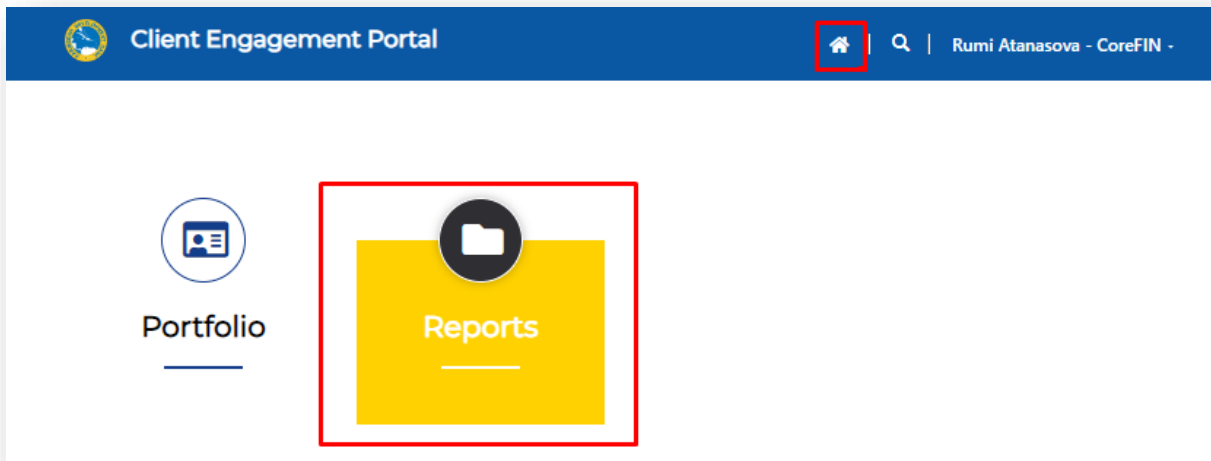 Client Engagement Portal
Rumi Atanasova - CoreFIN
Portfolio
Reports